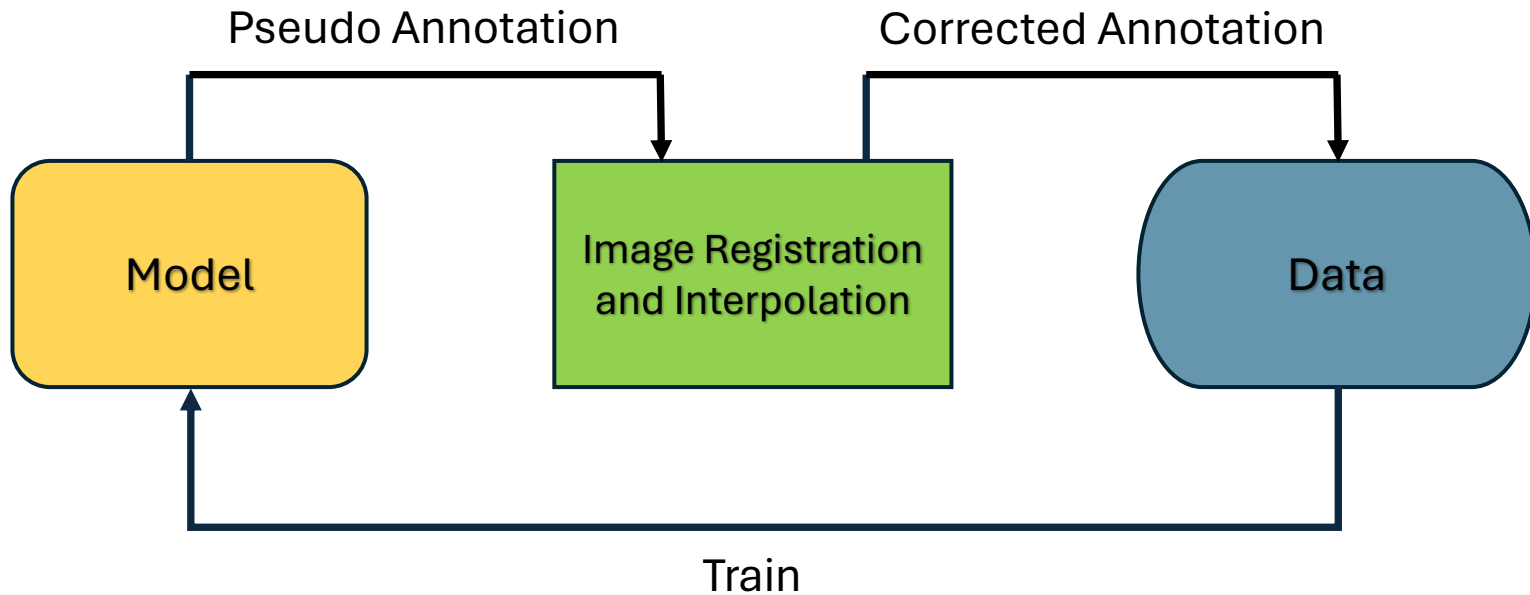 Pseudo Annotation
Corrected Annotation
Model
Image Registration
and Interpolation
Data
Train